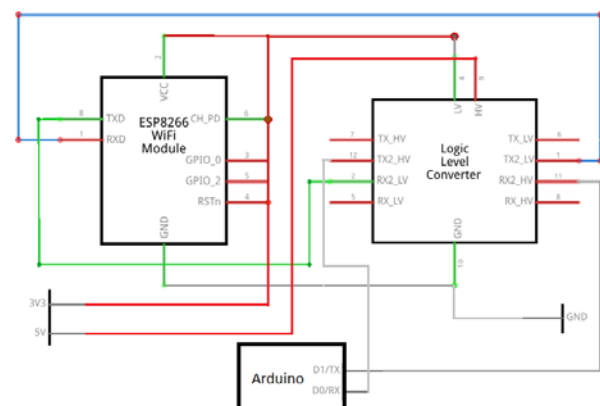 2
VCC
8
TXD
1
RXD
ESP8266
WiFi
Module
CH_PD
6
GPIO_0
3
GPIO_2
5
RSTn
4
GND
4
LV
9
HV
7
TX_HV
12
TX2_HV
2
RX2_LV
5
RX_LV
Logic
Level
Converter
TX_LV
6
TX2_LV
1
RX2_HV
11
RX_HV
8
GND
10
3V3
5V
GND
Arduino
D1/TX
D0/RX